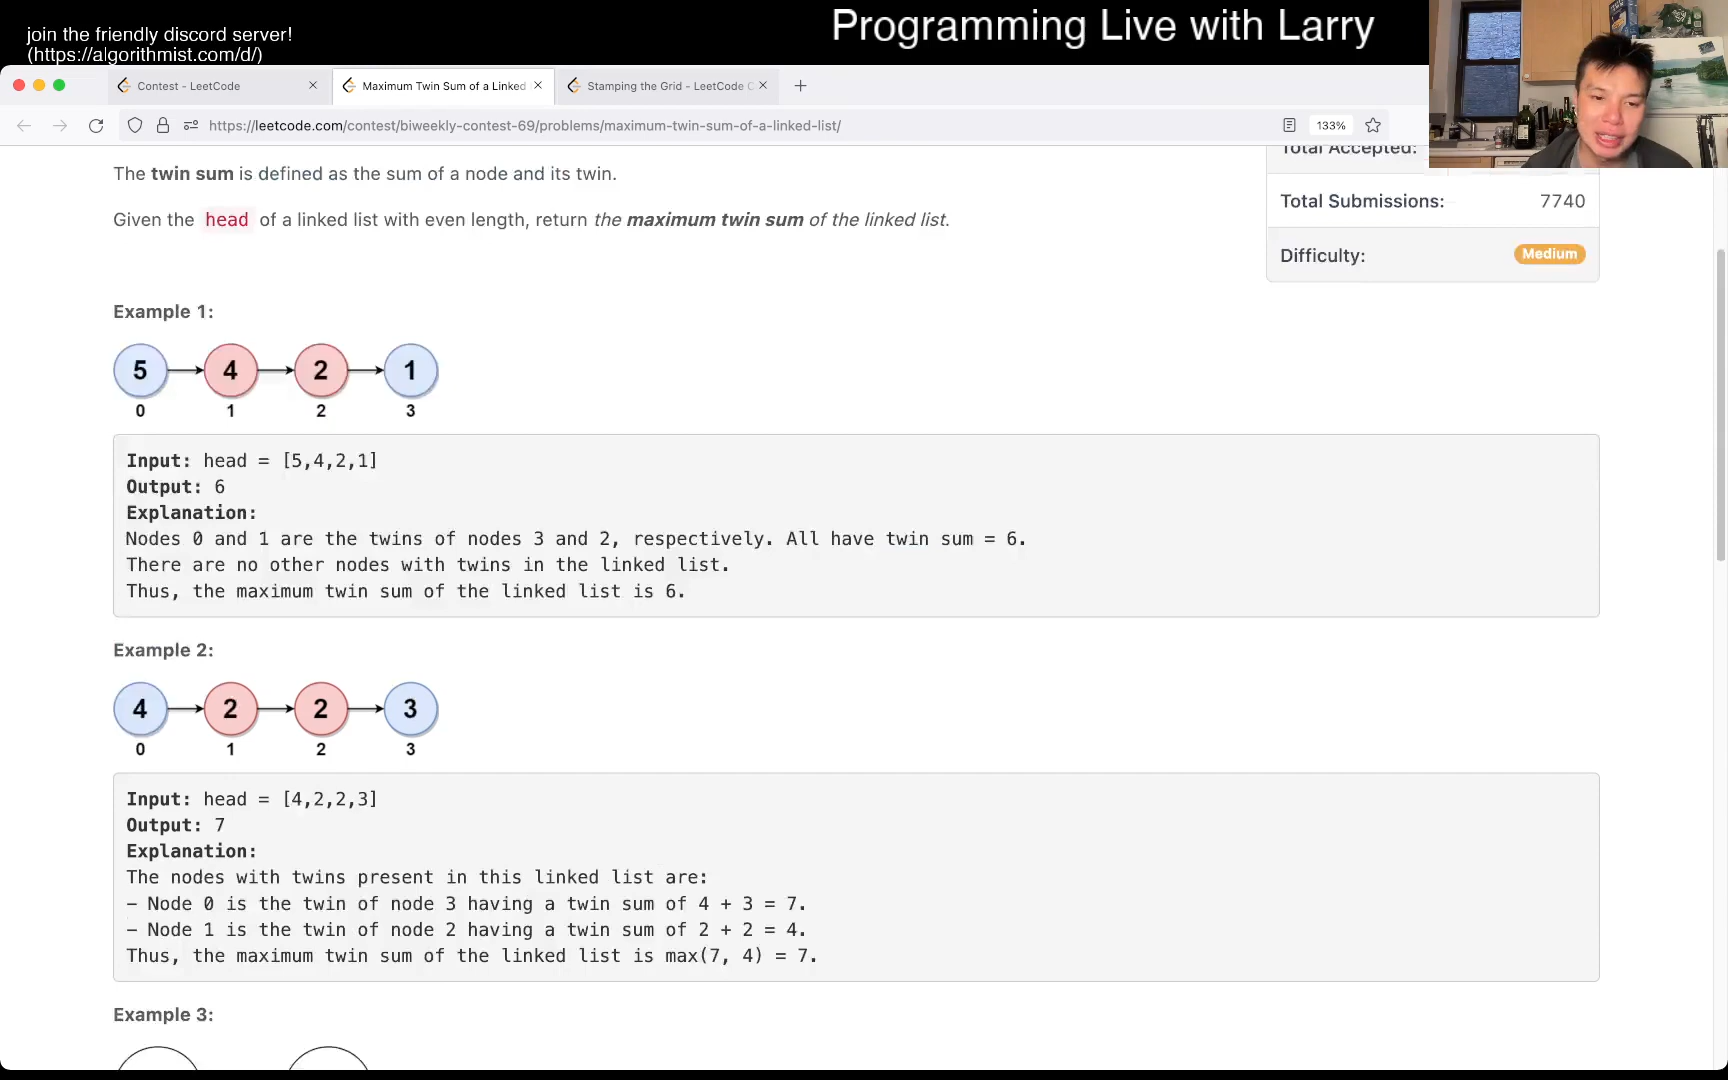 join the friendly discord server!
(https://algorithmist.com/d/)
Programming Live with Larry
Contest - LeetCode
Maximum Twin Sum of a Linked
Stamping the Grid - LeetCode C
https://leetcode.com/contest/biweekly-contest-69/problems/maximum-twin-sum-of-a-linked-list/
133%
Total Accepted:
The twin sum is defined as the sum of a node and its twin.
Total Submissions: 7740
Given the head of a linked list with even length, return the maximum twin sum of the linked list.
Difficulty: Medium
Example 1:
5 4 2 1
0 1 2 3
Input: head = [5,4,2,1]
Output: 6
Explanation:
Nodes 0 and 1 are the twins of nodes 3 and 2, respectively. All have twin sum = 6.
There are no other nodes with twins in the linked list.
Thus, the maximum twin sum of the linked list is 6.
Example 2:
4 2 2 3
0 1 2 3
Input: head = [4,2,2,3]
Output: 7
Explanation:
The nodes with twins present in this linked list are:
- Node 0 is the twin of node 3 having a twin sum of 4 + 3 = 7.
- Node 1 is the twin of node 2 having a twin sum of 2 + 2 = 4.
Thus, the maximum twin sum of the linked list is max(7, 4) = 7.
Example 3: